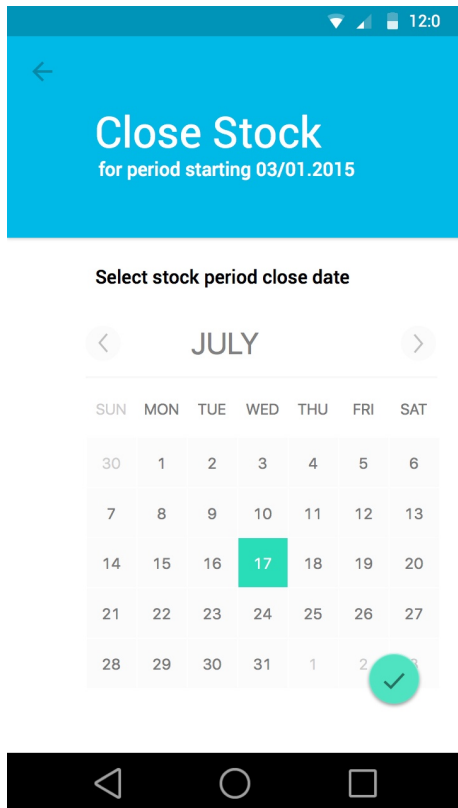 12:0
Close Stock
for period starting 03/01.2015
Select stock period close date
JULY
SUN MON TUE WED THU FRI SAT
30 1 2 3 4 5 6
7 8 9 10 11 12 13
14 15 16 17 18 19 20
21 22 23 24 25 26 27
28 29 30 31 1 2